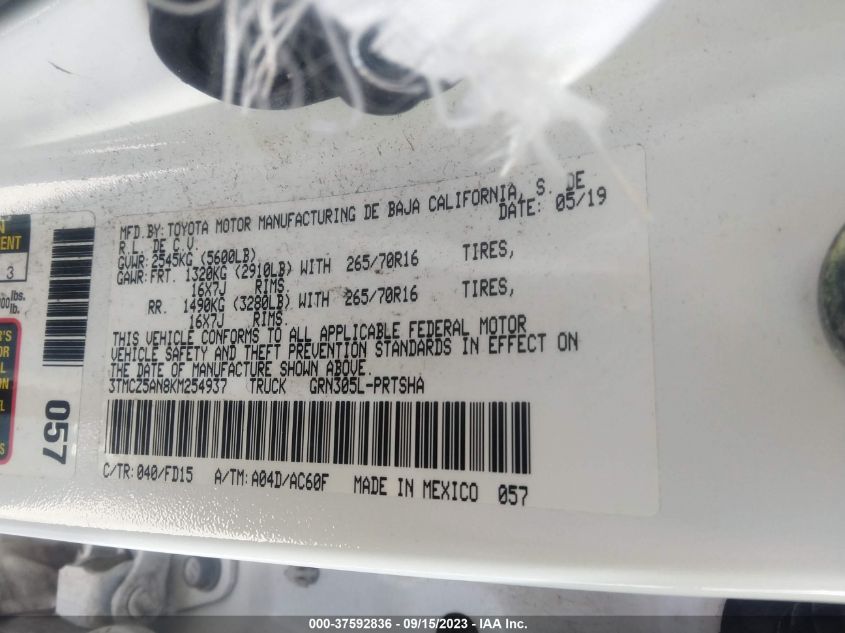 MFD.BY:TOYOTA MOTOR MANUFACTURING DE BAJA CALIFORNIA, S. DE
R.L. DE C.V. DATE: 05/19
GVWR:2545KG (5600LB)
GAWR:FRT. 1320KG (2910LB) WITH 265/70R16 TIRES,
16X7J RIMS.
RR. 1490KG (3280LB) WITH 265/70R16 TIRES,
16X7J RIMS.
THIS VEHICLE CONFORMS TO ALL APPLICABLE FEDERAL MOTOR
VEHICLE SAFETY AND THEFT PREVENTION STANDARDS IN EFFECT ON
THE DATE OF MANUFACTURE SHOWN ABOVE.
3TMCZ5AN8KM254937 TRUCK GRN305L-PRTSHA
C/TR:040/FD15 A/TM:A04D/AC60F MADE IN MEXICO 057
3
lbs.
lb.
057
000-37592836 - 09/15/2023 - IAA Inc.